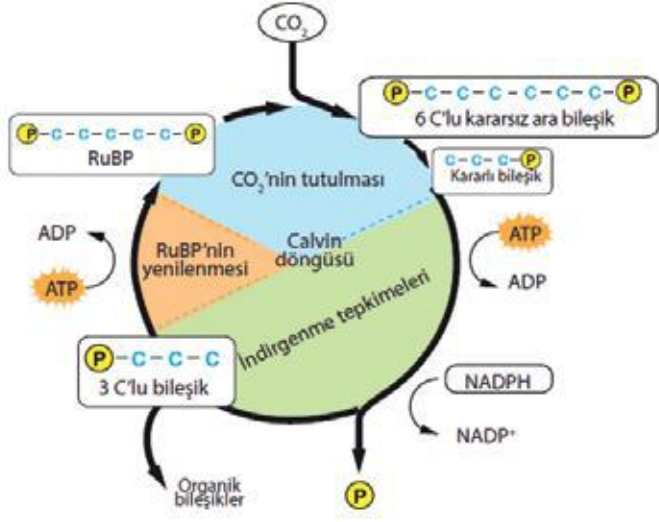 CO₂
P-C-C-C-C-C-C-P
6 C'lu kararsız ara bileşik
P-C-C-C-C-C-P
RuBP
C-C-C-P
Kararlı bileşik
CO₂'nin tutulması
ADP
ATP
RuBP'nin
yenilenmesi
Calvin
döngüsü
ATP
ADP
İndirgenme tepkimeleri
P-C-C-C
3 C'lu bileşik
NADPH
NADP⁺
Organik
bileşikler
P